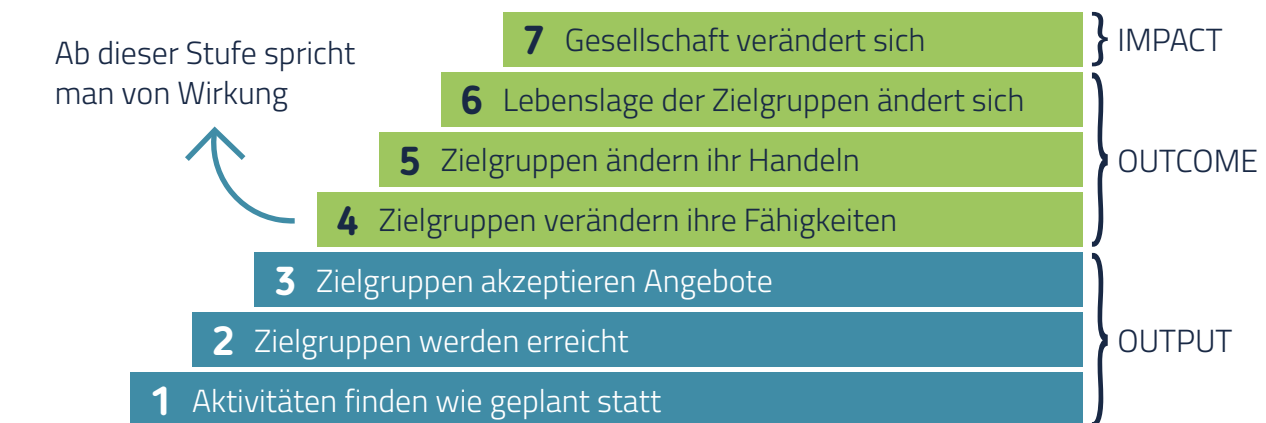 Ab dieser Stufe spricht
man von Wirkung
7 Gesellschaft verändert sich
IMPACT
6 Lebenslage der Zielgruppen ändert sich
5 Zielgruppen ändern ihr Handeln
OUTCOME
4 Zielgruppen verändern ihre Fähigkeiten
3 Zielgruppen akzeptieren Angebote
2 Zielgruppen werden erreicht
OUTPUT
1 Aktivitäten finden wie geplant statt